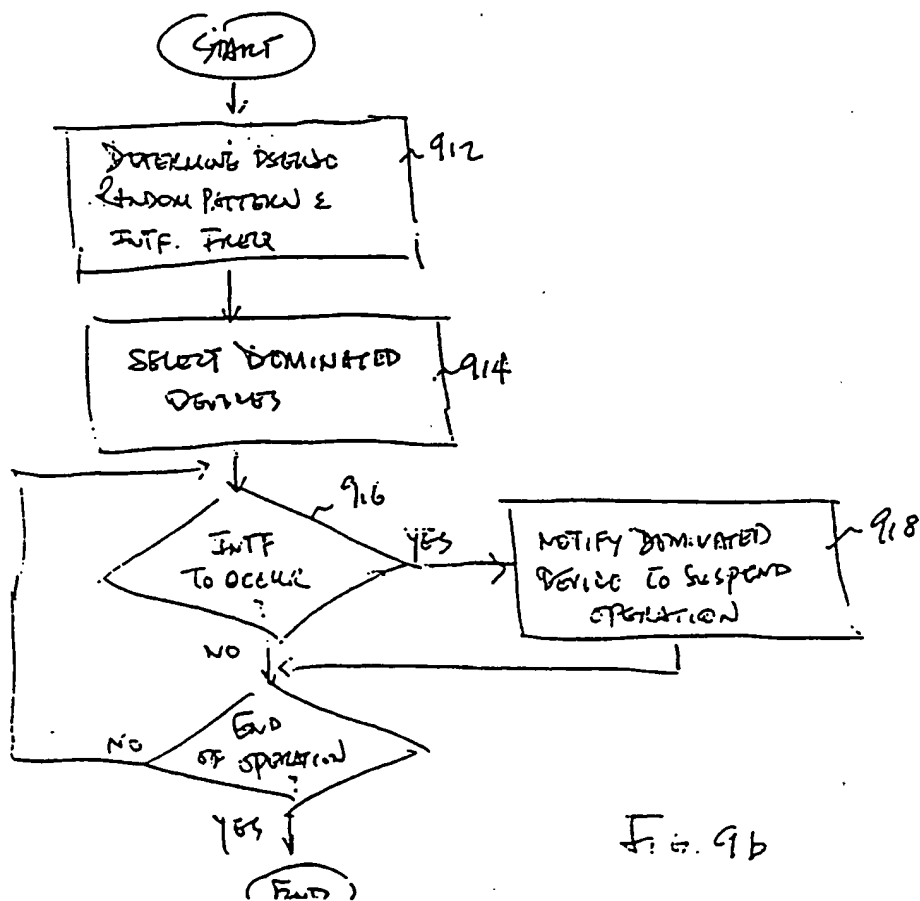 START
DETERMINE PSEUDO
RANDOM PATTERN &
INTF. FREQ
912
SELECT DOMINATED
DEVICES
914
916
INTF
TO OCCUR
?
YES
NOTIFY DOMINATED
DEVICE TO SUSPEND
OPERATION
918
NO
END
OF OPERATION
?
NO
YES
END
Fig. 9b